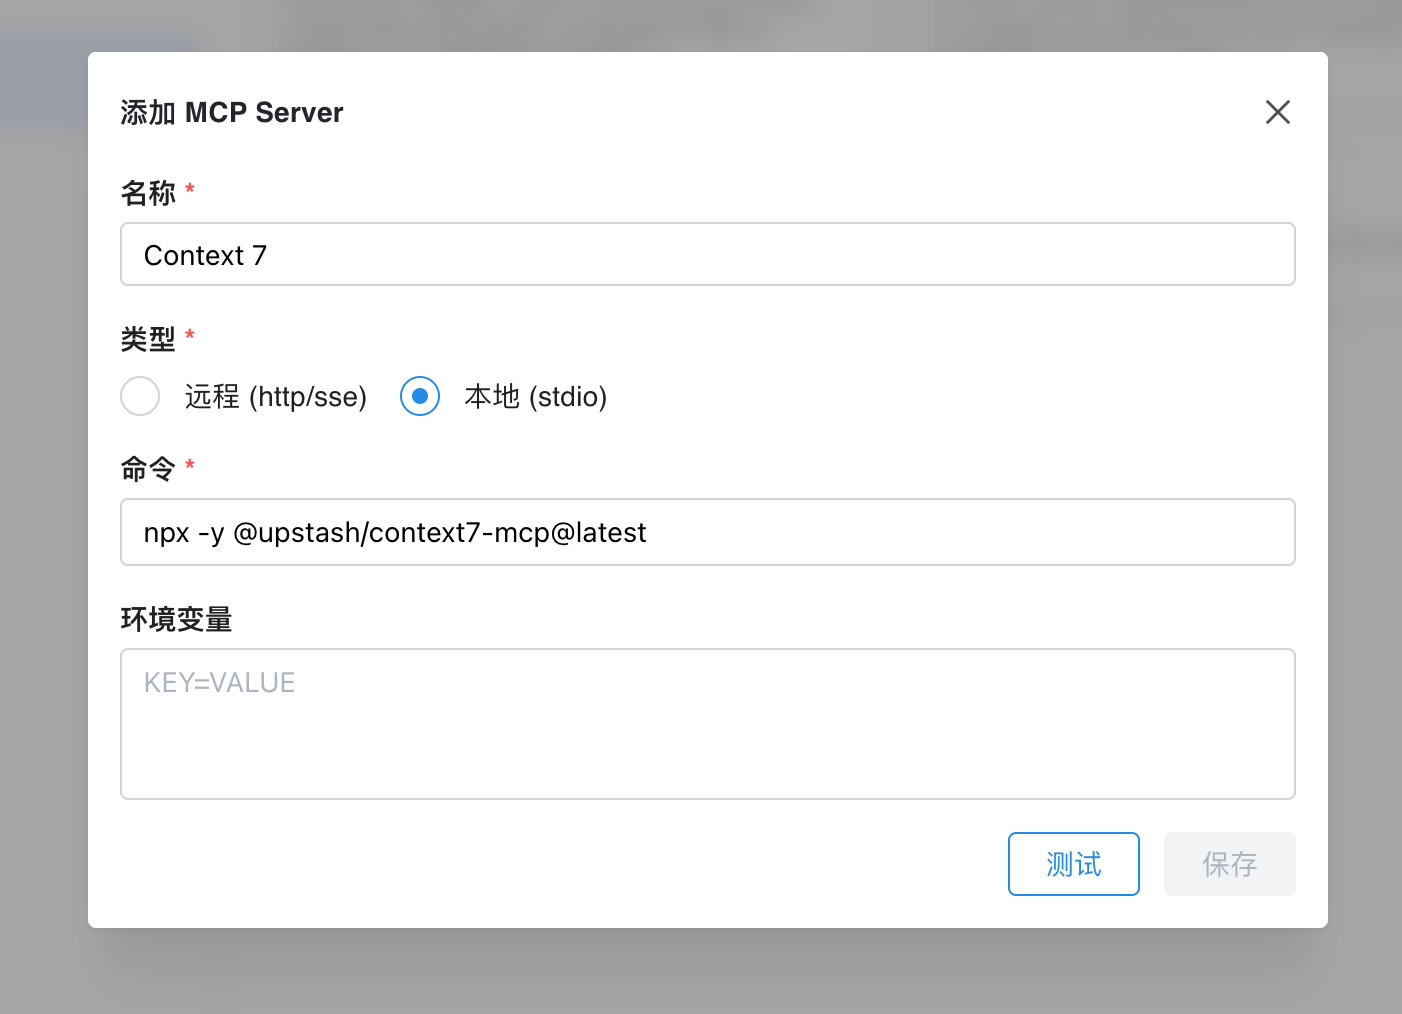 添加 MCP Server
名称 *
Context 7
类型 *
远程 (http/sse) 本地 (stdio)
命令 *
npx -y @upstash/context7-mcp@latest
环境变量
KEY=VALUE
测试 保存